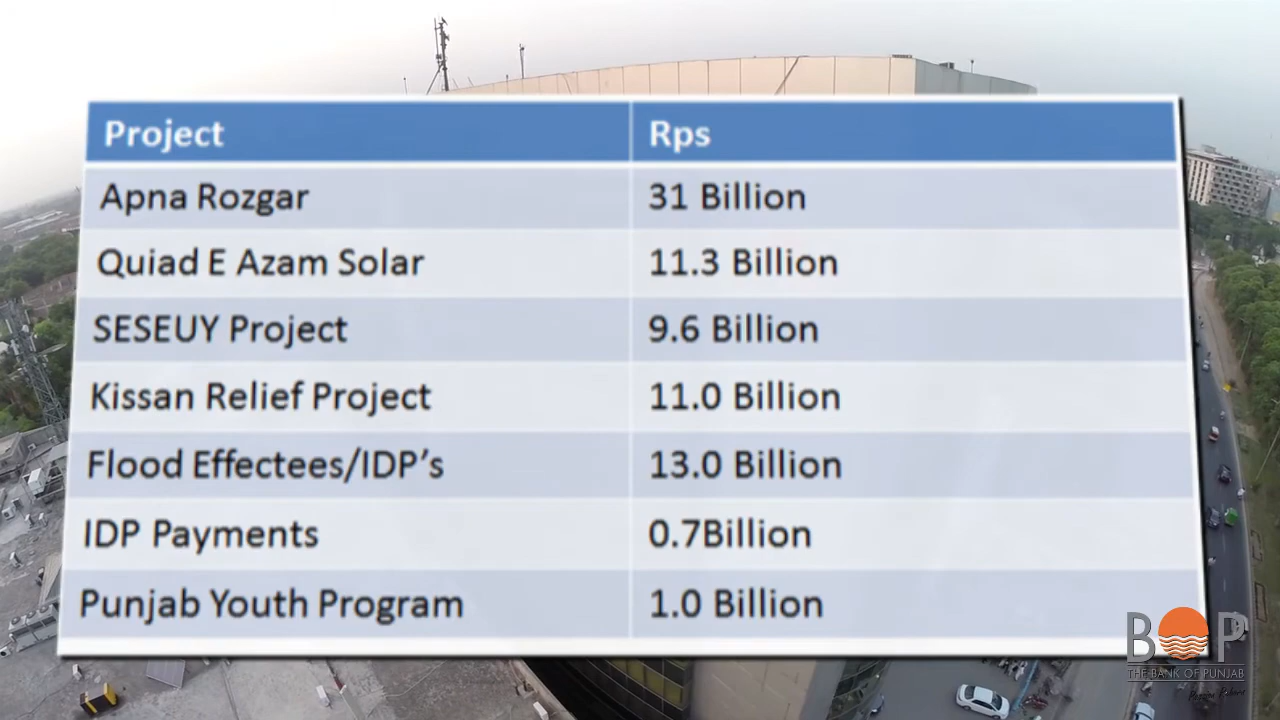 Project Rps
Apna Rozgar 31 Billion
Quiad E Azam Solar 11.3 Billion
SESEUY Project 9.6 Billion
Kissan Relief Project 11.0 Billion
Flood Effectees/IDP’s 13.0 Billion
IDP Payments 0.7Billion
Punjab Youth Program 1.0 Billion
BOP
THE BANK OF PUNJAB